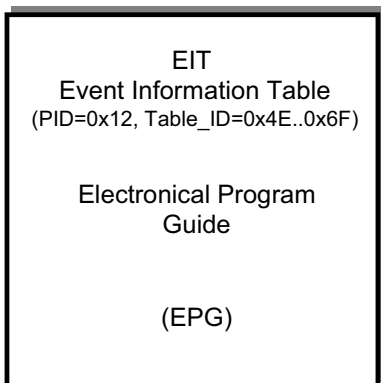 EIT
Event Information Table
(PID=0x12, Table_ID=0x4E..0x6F)
Electronical Program
Guide
(EPG)